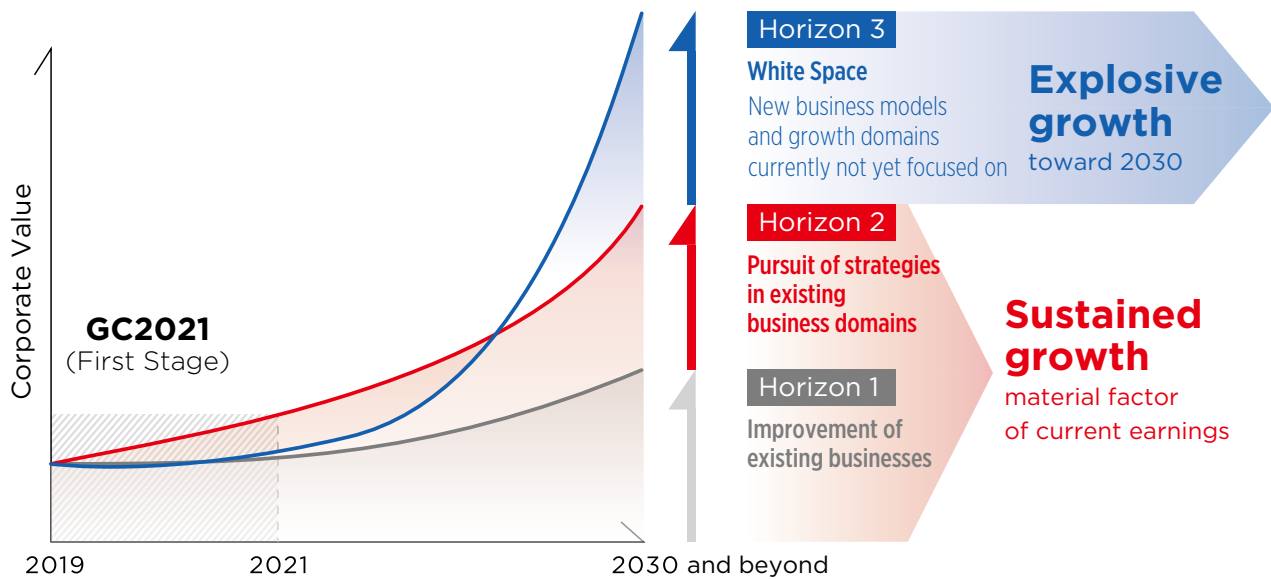 Corporate Value
GC2021
(First Stage)
2019
2021
2030 and beyond
Horizon 3
White Space
New business models
and growth domains
currently not yet focused on
Explosive
growth
toward 2030
Horizon 2
Pursuit of strategies
in existing
business domains
Horizon 1
Improvement of
existing businesses
Sustained
growth
material factor
of current earnings